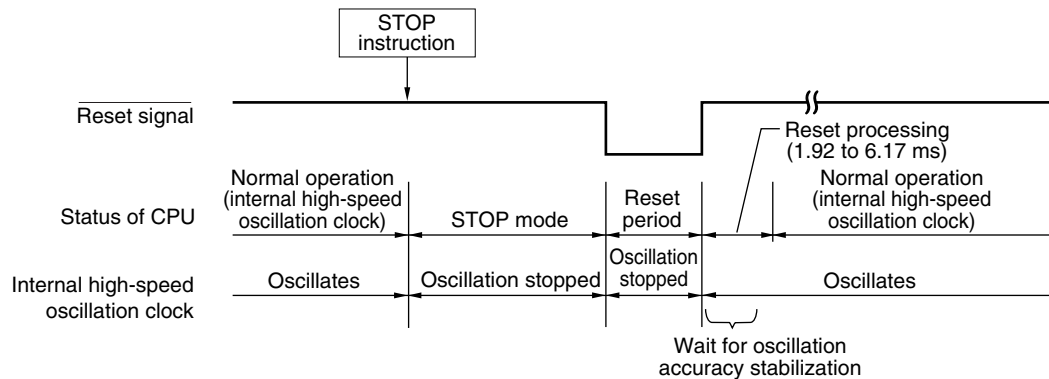 STOP
instruction
Reset signal
Reset processing
(1.92 to 6.17 ms)
Status of CPU
Normal operation
(internal high-speed
oscillation clock)
STOP mode
Reset
period
Normal operation
(internal high-speed
oscillation clock)
Internal high-speed
oscillation clock
Oscillates
Oscillation stopped
Oscillation
stopped
Oscillates
Wait for oscillation
accuracy stabilization